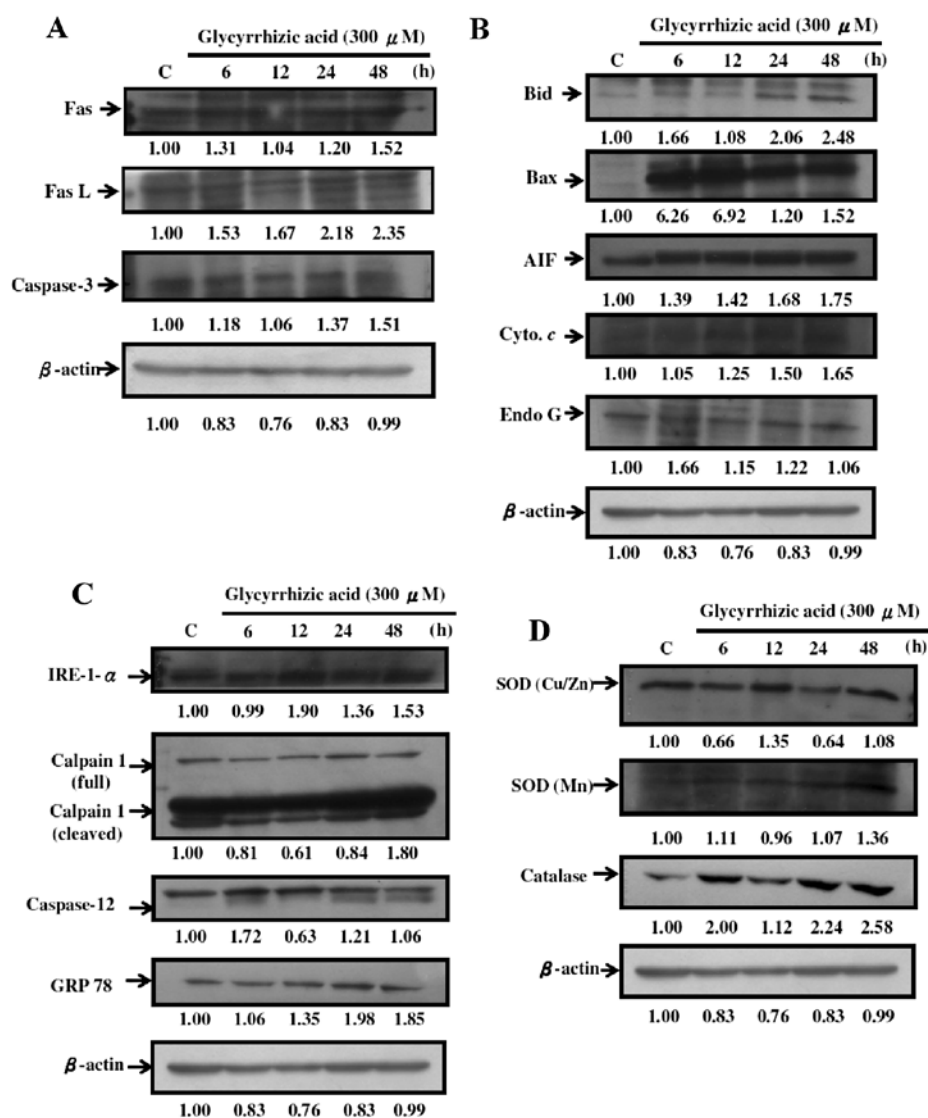 A
Glycyrrhizic acid (300 μM)
C 6 12 24 48 (h)
Fas
1.00 1.31 1.04 1.20 1.52
Fas L
1.00 1.53 1.67 2.18 2.35
Caspase-3
1.00 1.18 1.06 1.37 1.51
β-actin
1.00 0.83 0.76 0.83 0.99
B
Glycyrrhizic acid (300 μM)
C 6 12 24 48 (h)
Bid
1.00 1.66 1.08 2.06 2.48
Bax
1.00 6.26 6.92 1.20 1.52
AIF
1.00 1.39 1.42 1.68 1.75
Cyto. c
1.00 1.05 1.25 1.50 1.65
Endo G
1.00 1.66 1.15 1.22 1.06
β-actin
1.00 0.83 0.76 0.83 0.99
C
Glycyrrhizic acid (300 μM)
C 6 12 24 48 (h)
IRE-1-α
1.00 0.99 1.90 1.36 1.53
Calpain 1
(full)
Calpain 1
(cleaved)
1.00 0.81 0.61 0.84 1.80
Caspase-12
1.00 1.72 0.63 1.21 1.06
GRP 78
1.00 1.06 1.35 1.98 1.85
β-actin
1.00 0.83 0.76 0.83 0.99
D
Glycyrrhizic acid (300 μM)
C 6 12 24 48 (h)
SOD (Cu/Zn)
1.00 0.66 1.35 0.64 1.08
SOD (Mn)
1.00 1.11 0.96 1.07 1.36
Catalase
1.00 2.00 1.12 2.24 2.58
β-actin
1.00 0.83 0.76 0.83 0.99